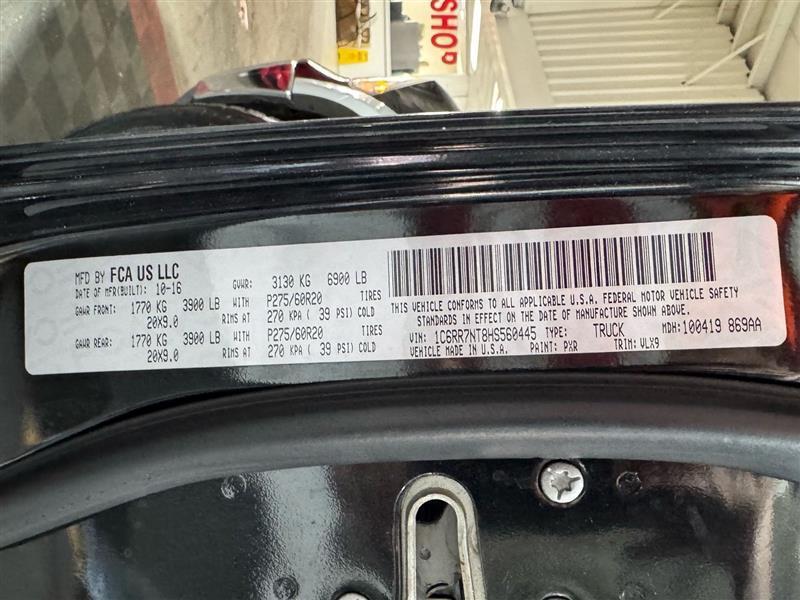 SHOP
MFD BY FCA US LLC
DATE OF MFR(BUILT): 10-16 GVWR: 3130 KG 6900 LB
GAWR FRONT: 1770 KG 3900 LB WITH P275/60R20 TIRES
20X9.0 RIMS AT 270 KPA ( 39 PSI) COLD
GAWR REAR: 1770 KG 3900 LB WITH P275/60R20 TIRES
20X9.0 RIMS AT 270 KPA ( 39 PSI) COLD
THIS VEHICLE CONFORMS TO ALL APPLICABLE U.S.A. FEDERAL MOTOR VEHICLE SAFETY
STANDARDS IN EFFECT ON THE DATE OF MANUFACTURE SHOWN ABOVE.
VIN: 1C6RR7NT8HS560445 TYPE: TRUCK MDH: 100419 869AA
VEHICLE MADE IN U.S.A. PAINT: PXR TRIM: VLX9